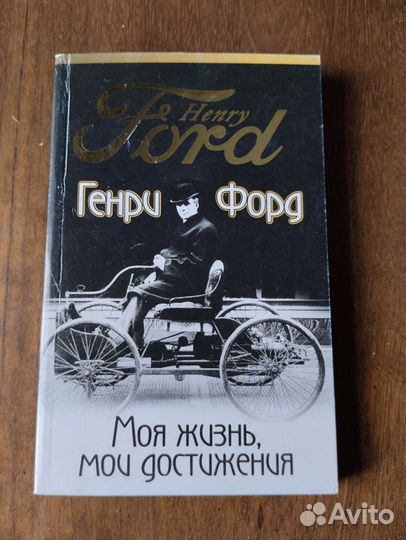 Henry
Ford
Генри Форд
Моя жизнь,
мои достижения
Avito